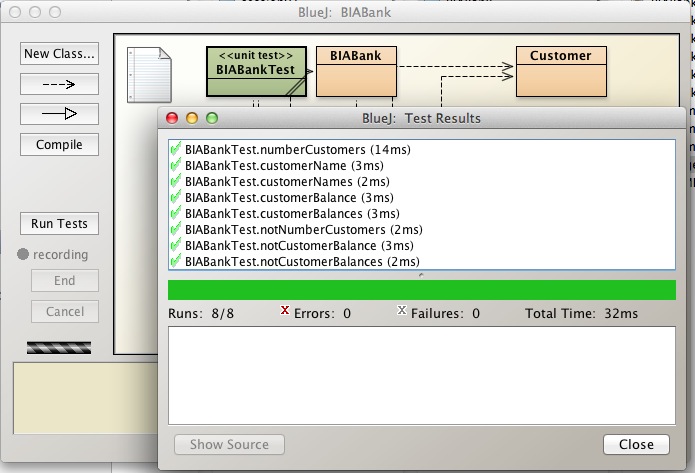 BlueJ: BIABank
New Class...
Compile
Run Tests
recording
End
Cancel
<<unit test>>
BIABankTest
BIABank
Customer
BlueJ: Test Results
BIABankTest.numberCustomers (14ms)
BIABankTest.customerName (3ms)
BIABankTest.customerNames (2ms)
BIABankTest.customerBalance (3ms)
BIABankTest.customerBalances (3ms)
BIABankTest.notNumberCustomers (2ms)
BIABankTest.notCustomerBalance (3ms)
BIABankTest.notCustomerBalances (2ms)
Runs: 8/8 X Errors: 0 X Failures: 0 Total Time: 32ms
Show Source Close